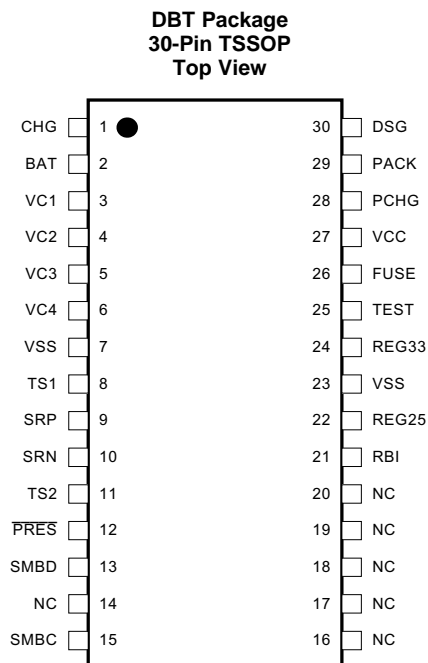 DBT Package
30-Pin TSSOP
Top View
CHG 1 30 DSG
BAT 2 29 PACK
VC1 3 28 PCHG
VC2 4 27 VCC
VC3 5 26 FUSE
VC4 6 25 TEST
VSS 7 24 REG33
TS1 8 23 VSS
SRP 9 22 REG25
SRN 10 21 RBI
TS2 11 20 NC
PRES 12 19 NC
SMBD 13 18 NC
NC 14 17 NC
SMBC 15 16 NC